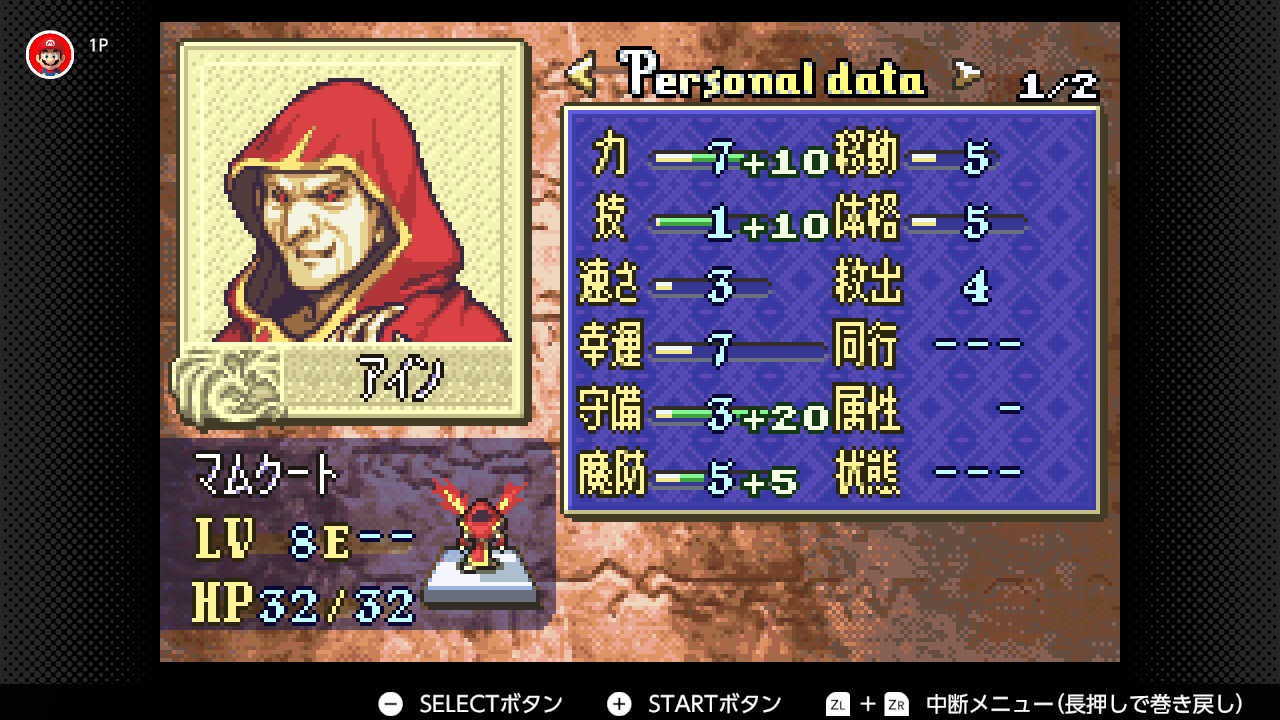 1P
Personal data 1/2
力 7+10 移動 5
技 1+10 体格 5
速さ 3 救出 4
幸運 7 同行 ---
守備 3+20 属性 -
魔防 5+5 状態 ---
アイン
マムクート
LV 8 E --
HP 32/32
- SELECTボタン + STARTボタン ZL + ZR 中断メニュー(長押しで巻き戻し)